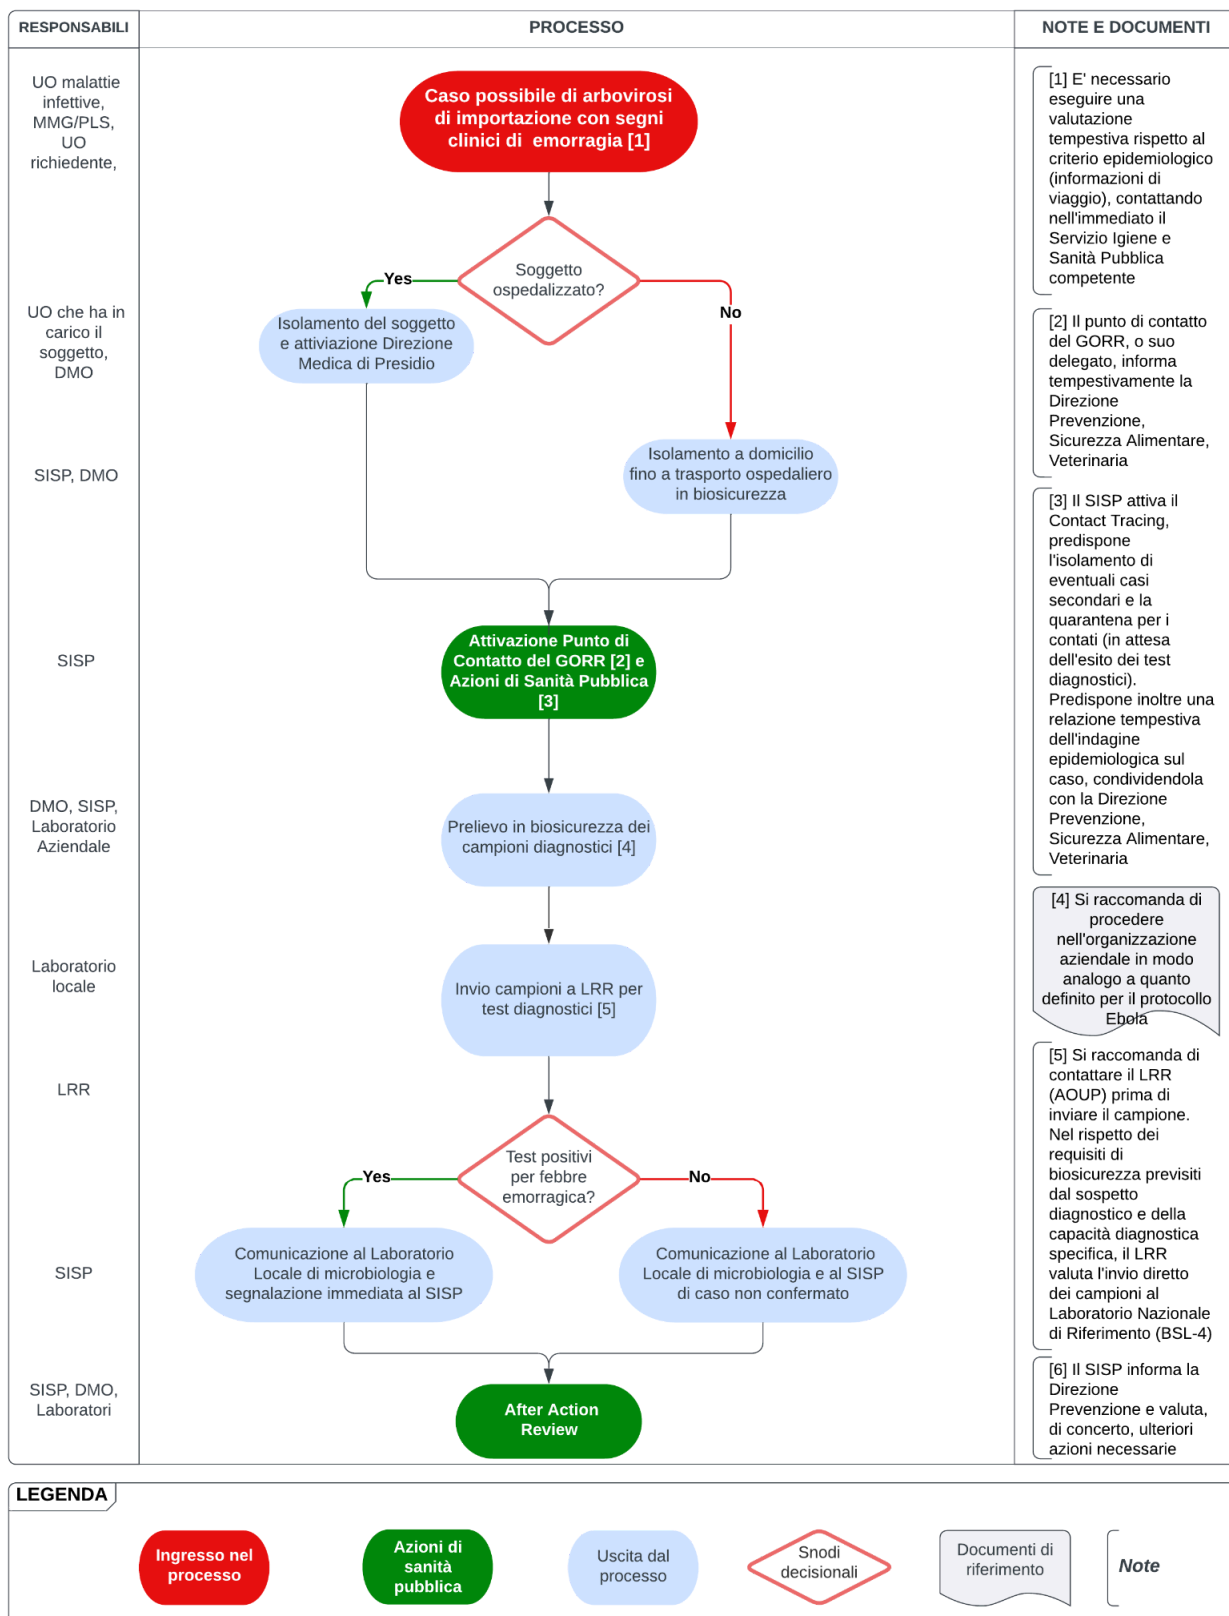 RESPONSABILI
PROCESSO
NOTE E DOCUMENTI
UO malattie
infettive,
MMG/PLS,
UO
richiedente,
Caso possibile di arbovirosi
di importazione con segni
clinici di emorragia [1]
[1] E' necessario
eseguire una
valutazione
tempestiva rispetto al
criterio epidemiologico
(informazioni di
viaggio), contattando
nell'immediato il
Servizio Igiene e
Sanità Pubblica
competente
Soggetto
ospedalizzato?
Yes
No
UO che ha in
carico il
soggetto,
DMO
Isolamento del soggetto
e attiviazione Direzione
Medica di Presidio
[2] Il punto di contatto
del GORR, o suo
delegato, informa
tempestivamente la
Direzione
Prevenzione,
Sicurezza Alimentare,
Veterinaria
SISP, DMO
Isolamento a domicilio
fino a trasporto ospedaliero
in biosicurezza
[3] Il SISP attiva il
Contact Tracing,
predispone
l'isolamento di
eventuali casi
secondari e la
quarantena per i
contati (in attesa
dell'esito dei test
diagnostici).
Predispone inoltre una
relazione tempestiva
dell'indagine
epidemiologica sul
caso, condividendola
con la Direzione
Prevenzione,
Sicurezza Alimentare,
Veterinaria
SISP
Attivazione Punto di
Contatto del GORR [2] e
Azioni di Sanità Pubblica
[3]
DMO, SISP,
Laboratorio
Aziendale
Prelievo in biosicurezza dei
campioni diagnostici [4]
[4] Si raccomanda di
procedere
nell'organizzazione
aziendale in modo
analogo a quanto
definito per il protocollo
Ebola
Laboratorio
locale
Invio campioni a LRR per
test diagnostici [5]
LRR
[5] Si raccomanda di
contattare il LRR
(AOUP) prima di
inviare il campione.
Nel rispetto dei
requisiti di
biosicurezza previsiti
dal sospetto
diagnostico e della
capacità diagnostica
specifica, il LRR
valuta l'invio diretto
dei campioni al
Laboratorio Nazionale
di Riferimento (BSL-4)
Test positivi
per febbre
emorragica?
Yes
No
SISP
Comunicazione al Laboratorio
Locale di microbiologia e
segnalazione immediata al SISP
Comunicazione al Laboratorio
Locale di microbiologia e al SISP
di caso non confermato
SISP, DMO,
Laboratori
After Action
Review
[6] Il SISP informa la
Direzione
Prevenzione e valuta,
di concerto, ulteriori
azioni necessarie
LEGENDA
Ingresso nel
processo
Azioni di
sanità
pubblica
Uscita dal
processo
Snodi
decisionali
Documenti di
riferimento
Note